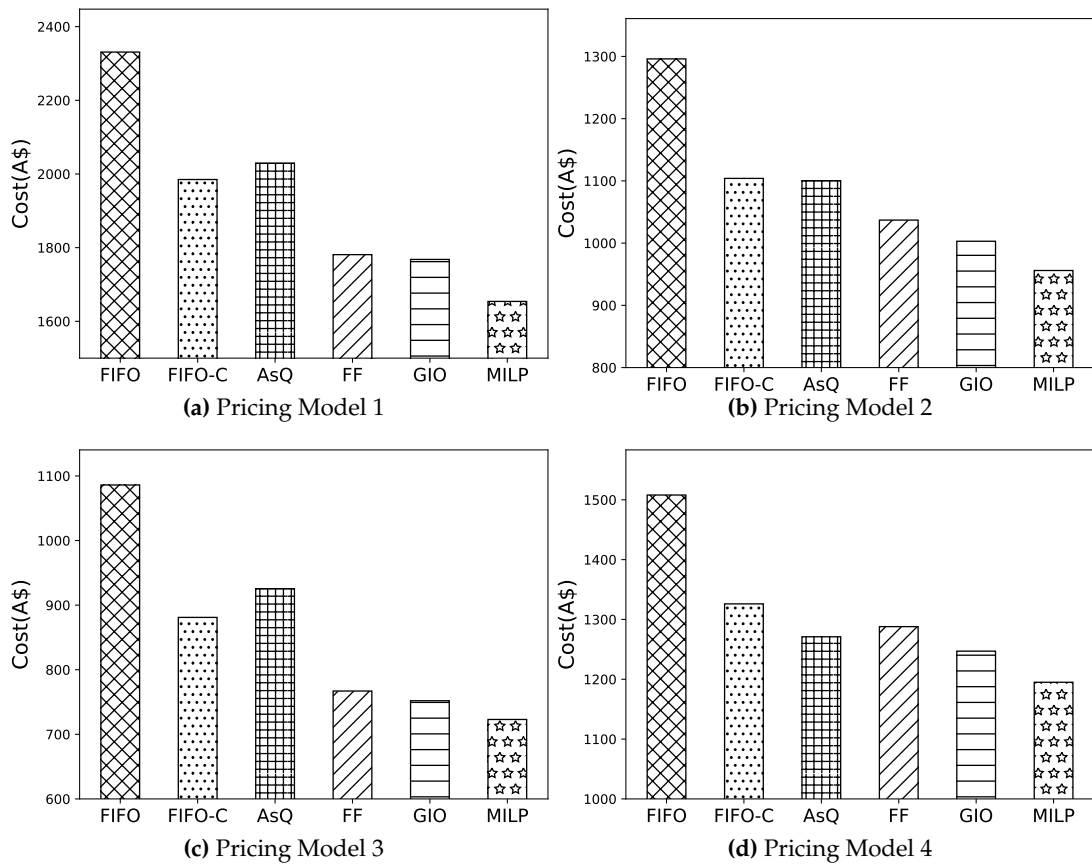 2400
2200
2000
1800
1600
Cost(A$)
FIFO FIFO-C AsQ FF GIO MILP
(a) Pricing Model 1
1300
1200
1100
1000
900
800
Cost(A$)
FIFO FIFO-C AsQ FF GIO MILP
(b) Pricing Model 2
1100
1000
900
800
700
600
Cost(A$)
FIFO FIFO-C AsQ FF GIO MILP
(c) Pricing Model 3
1500
1400
1300
1200
1100
1000
Cost(A$)
FIFO FIFO-C AsQ FF GIO MILP
(d) Pricing Model 4